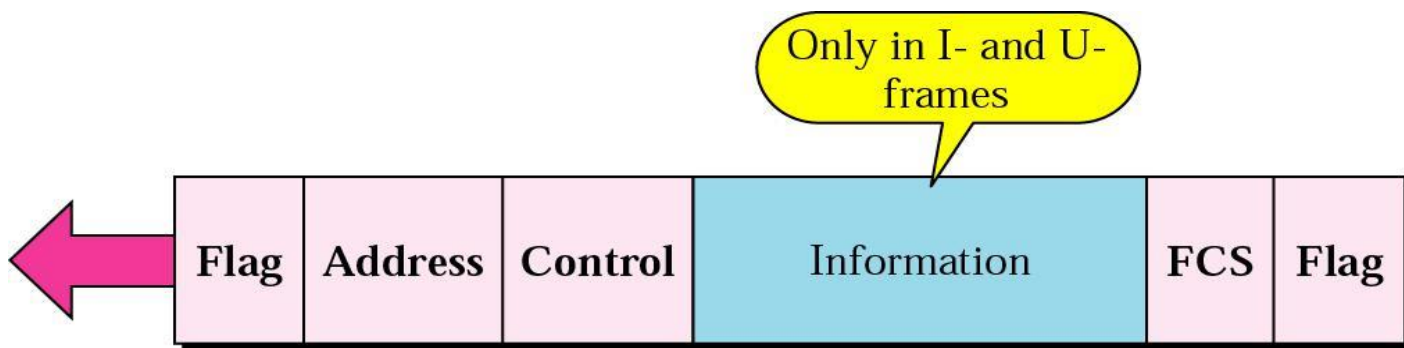 Only in I- and U-
frames
Flag Address Control Information FCS Flag